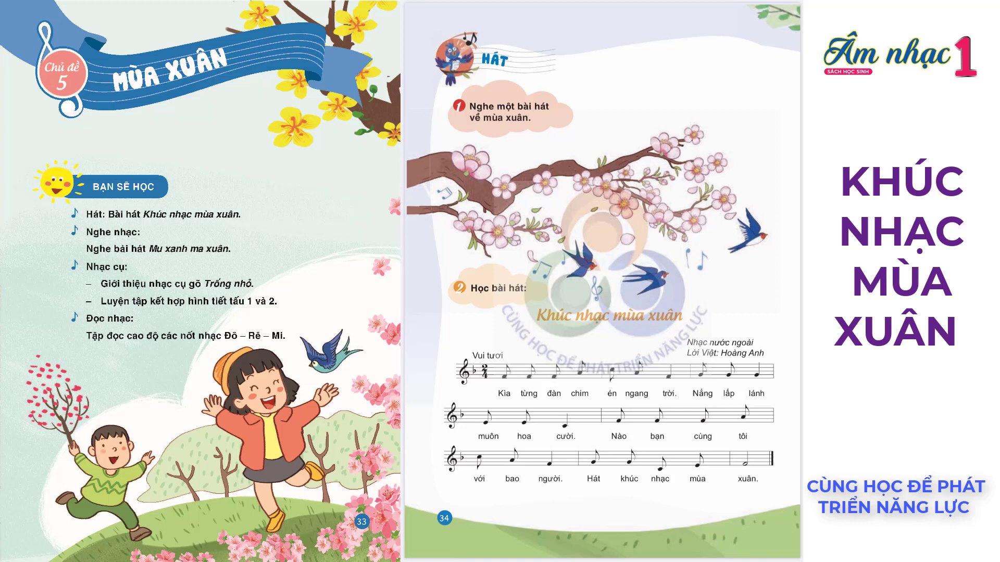 Chủ đề
5
MÙA XUÂN
BẠN SẼ HỌC
Hát: Bài hát Khúc nhạc mùa xuân.
Nghe nhạc:
Nghe bài hát Mu xanh ma xuân.
Nhạc cụ:
– Giới thiệu nhạc cụ gõ Trống nhỏ.
– Luyện tập kết hợp hình tiết tấu 1 và 2.
Đọc nhạc:
Tập đọc cao độ các nốt nhạc Đô – Rê – Mi.
33
HÁT
1 Nghe một bài hát
về mùa xuân.
2 Học bài hát:
Khúc nhạc mùa xuân
CÙNG HỌC ĐỂ PHÁT TRIỂN NĂNG LỰC
Nhạc nước ngoài
Lời Việt: Hoàng Anh
Vui tươi
2
4
Kìa từng đàn chim én ngang trời. Nắng lấp lánh
muôn hoa cười. Nào bạn cùng tôi
với bao người. Hát khúc nhạc mùa xuân.
34
Âm nhạc 1
SÁCH HỌC SINH
KHÚC
NHẠC
MÙA
XUÂN
CÙNG HỌC ĐỂ PHÁT
TRIỂN NĂNG LỰC